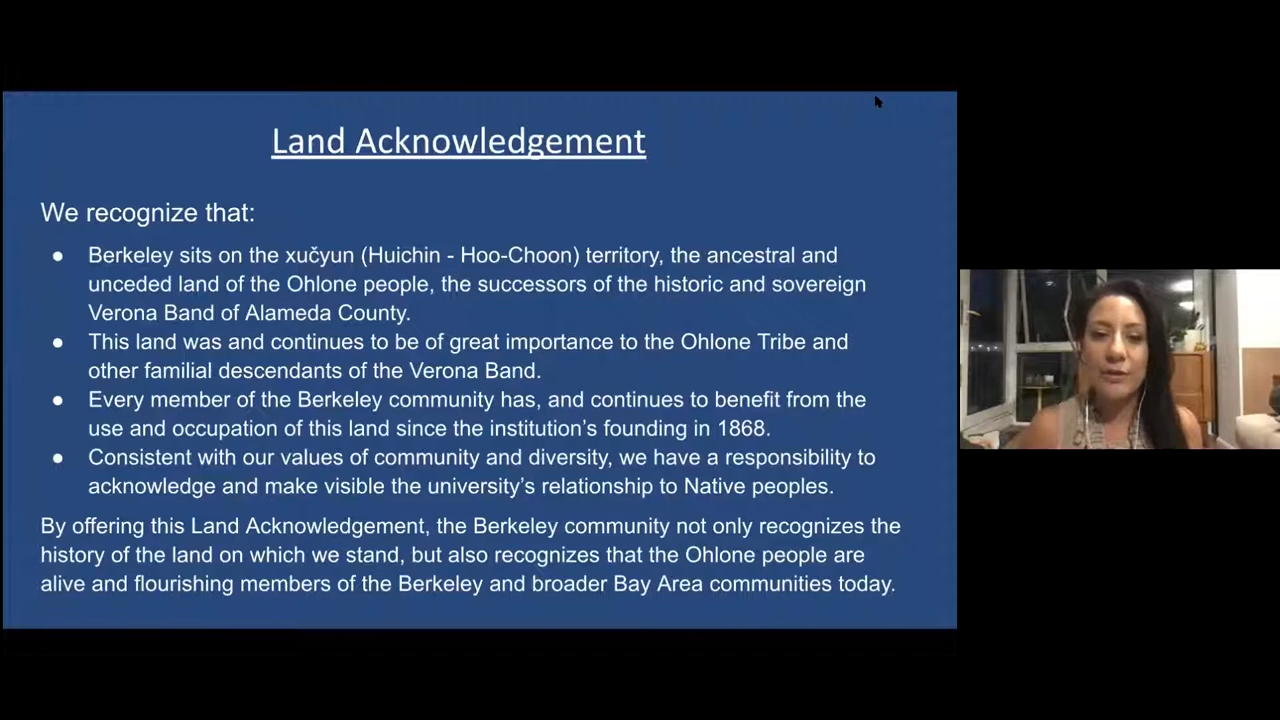 Land Acknowledgement
We recognize that:
● Berkeley sits on the xučyun (Huichin - Hoo-Choon) territory, the ancestral and
unceded land of the Ohlone people, the successors of the historic and sovereign
Verona Band of Alameda County.
● This land was and continues to be of great importance to the Ohlone Tribe and
other familial descendants of the Verona Band.
● Every member of the Berkeley community has, and continues to benefit from the
use and occupation of this land since the institution’s founding in 1868.
● Consistent with our values of community and diversity, we have a responsibility to
acknowledge and make visible the university’s relationship to Native peoples.
By offering this Land Acknowledgement, the Berkeley community not only recognizes the
history of the land on which we stand, but also recognizes that the Ohlone people are
alive and flourishing members of the Berkeley and broader Bay Area communities today.